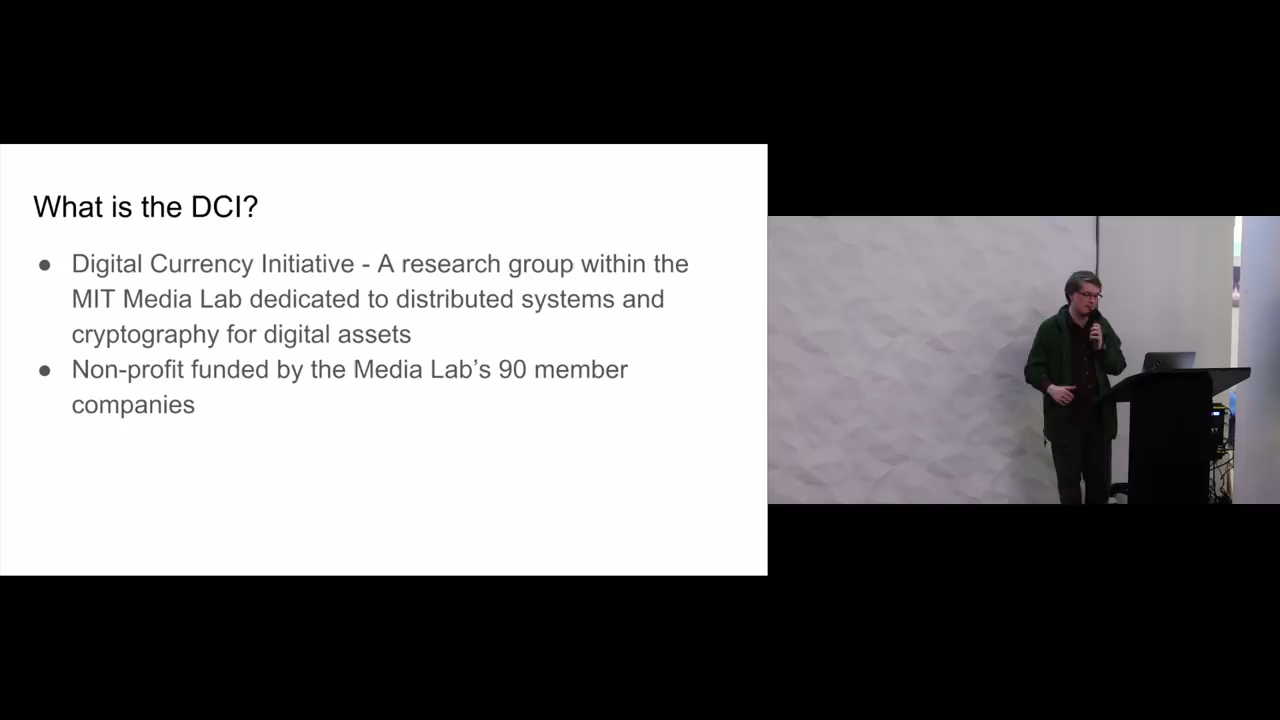 What is the DCI?
● Digital Currency Initiative - A research group within the
MIT Media Lab dedicated to distributed systems and
cryptography for digital assets
● Non-profit funded by the Media Lab’s 90 member
companies